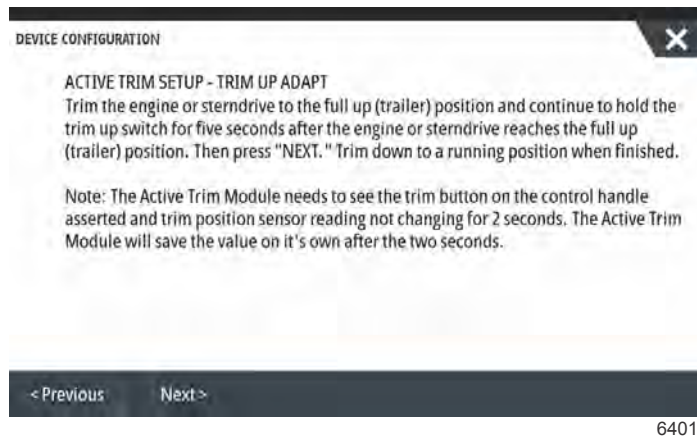 DEVICE CONFIGURATION
X
ACTIVE TRIM SETUP - TRIM UP ADAPT
Trim the engine or sterndrive to the full up (trailer) position and continue to hold the
trim up switch for five seconds after the engine or sterndrive reaches the full up
(trailer) position. Then press "NEXT." Trim down to a running position when finished.
Note: The Active Trim Module needs to see the trim button on the control handle
asserted and trim position sensor reading not changing for 2 seconds. The Active Trim
Module will save the value on it's own after the two seconds.
< Previous Next >
6401